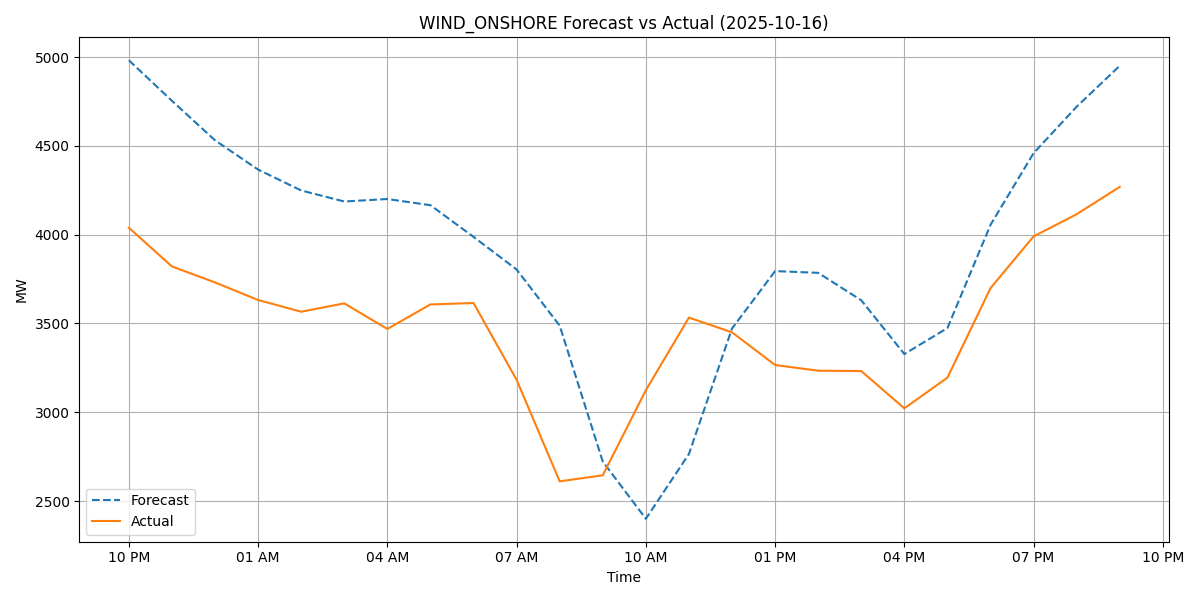 WIND_ONSHORE Forecast vs Actual (2025-10-16)
5000
4500
4000
3500
3000
2500
MW
Forecast
Actual
10 PM 01 AM 04 AM 07 AM 10 AM 01 PM 04 PM 07 PM 10 PM
Time